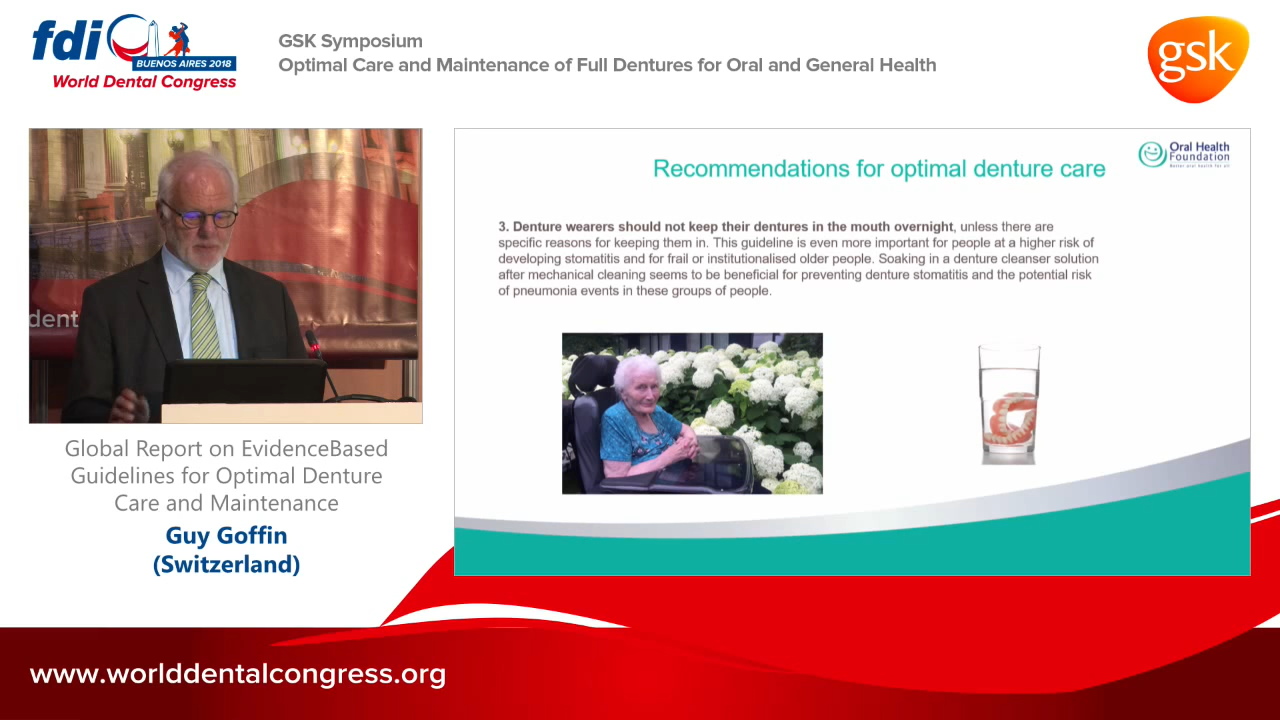 fdi
BUENOS AIRES 2018
World Dental Congress
GSK Symposium
Optimal Care and Maintenance of Full Dentures for Oral and General Health
gsk
dent
Global Report on EvidenceBased
Guidelines for Optimal Denture
Care and Maintenance
Guy Goffin
(Switzerland)
Oral Health
Foundation
Better oral health for all
Recommendations for optimal denture care
3. Denture wearers should not keep their dentures in the mouth overnight, unless there are
specific reasons for keeping them in. This guideline is even more important for people at a higher risk of
developing stomatitis and for frail or institutionalised older people. Soaking in a denture cleanser solution
after mechanical cleaning seems to be beneficial for preventing denture stomatitis and the potential risk
of pneumonia events in these groups of people.
www.worlddentalcongress.org